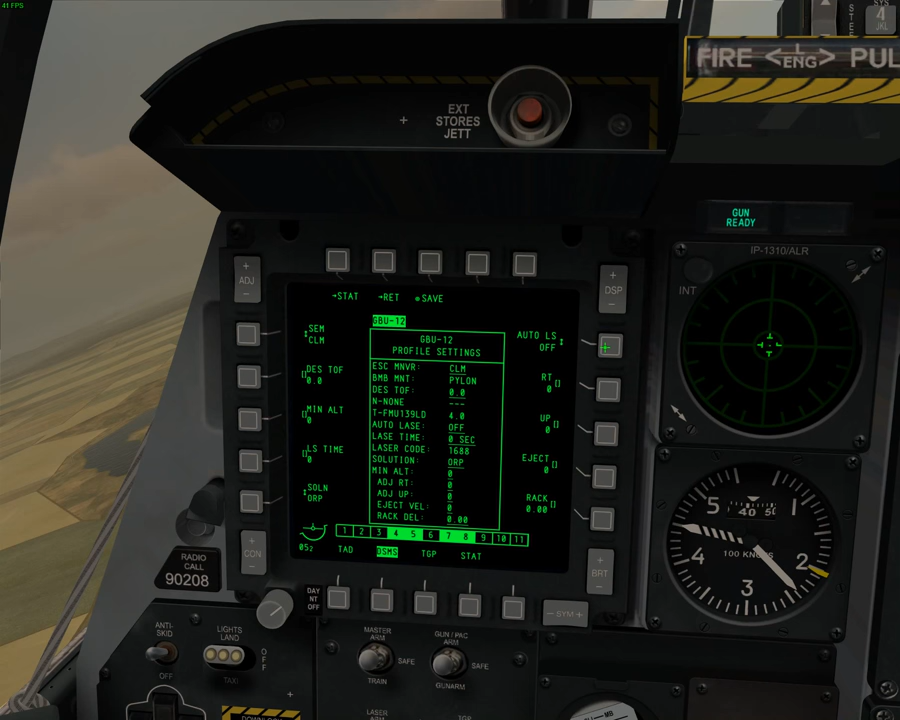 41 FPS
SYS
S
T
E
4
JKL
FIRE <ENG> PUL
EXT
STORES
JETT
GUN
READY
IP-1310/ALR
INT
+
ADJ
-
+
DSP
-
→STAT →RET SAVE
GBU-12
SEM
CLM
DES TOF
0.0
MIN ALT
0
LS TIME
0
SOLN
ORP
GBU-12
PROFILE SETTINGS
ESC MNVR: CLM
BMB MNT: PYLON
DES TOF: 0.0
N-NONE ---
T-FMU139LD 4.0
AUTO LASE: OFF
LASE TIME: 0 SEC
LASER CODE: 1688
SOLUTION: ORP
MIN ALT: 0
ADJ RT: 0
ADJ UP: 0
EJECT VEL: 0
RACK DEL: 0.00
AUTO LS
OFF
RT
0
UP
0
EJECT
0
RACK
0.00
1 2 3 4 5 6 7 8 9 10 11
TAD DSMS TGP STAT
+
CON
-
+
BRT
-
DAY
NT
OFF
- SYM +
5 1
4 2
3
100 KNOTS
RADIO
CALL
90208
ANTI-
SKID
OFF
LIGHTS
LAND
OFF
TAXI
MASTER
ARM
SAFE
TRAIN
GUN/PAC
ARM
SAFE
GUNARM
LASER
ARM
TGP
MB